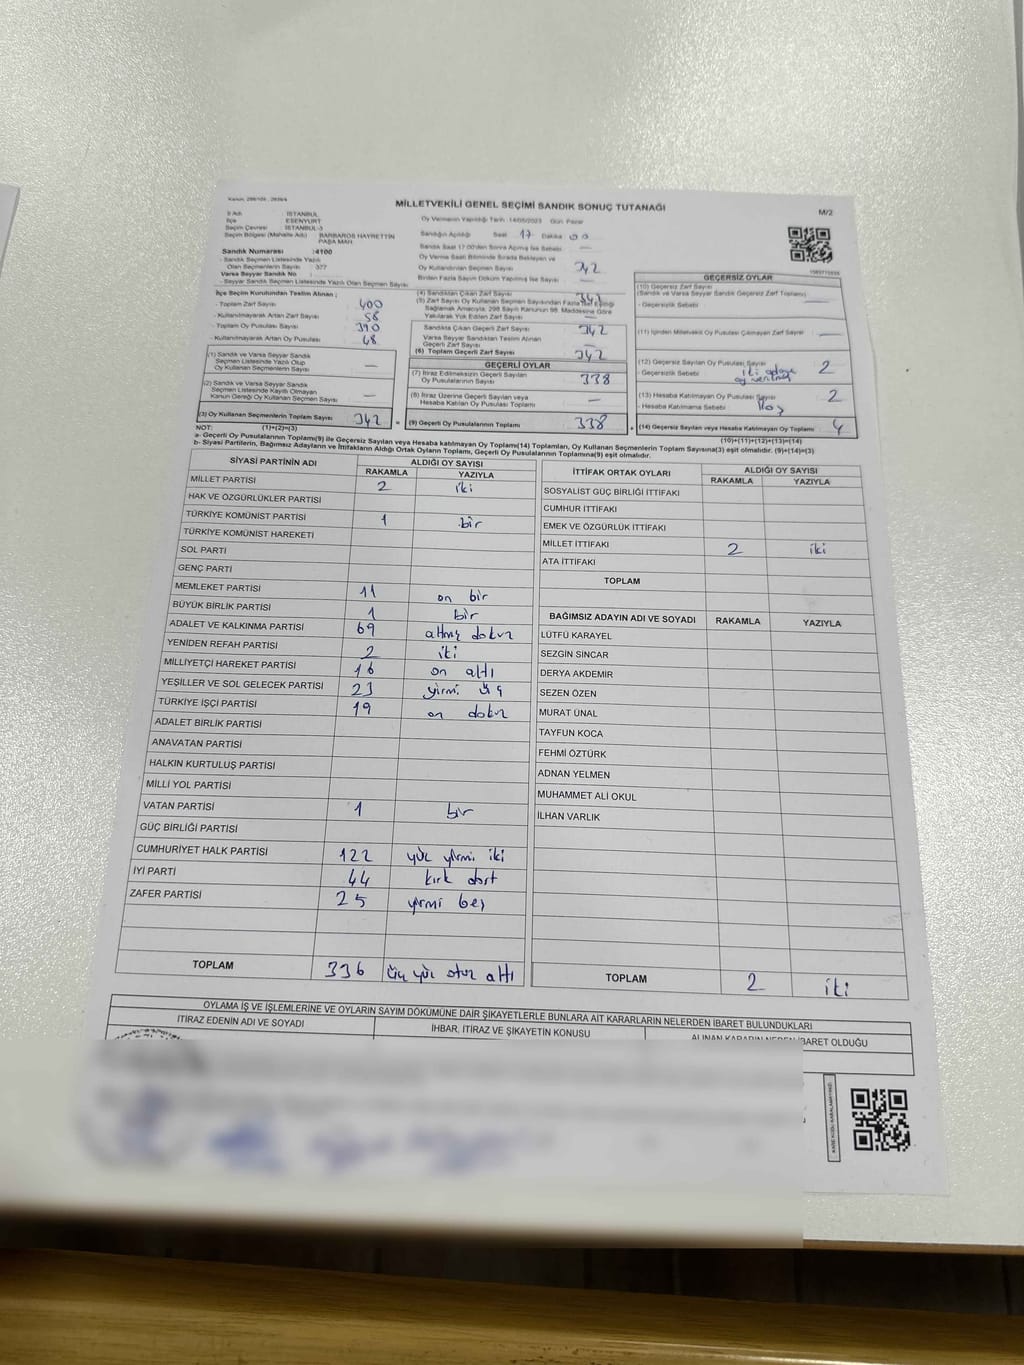 MİLLETVEKİLİ GENEL SEÇİMİ SANDIK SONUÇ TUTANAĞI
M/2
İl Adı İSTANBUL
İlçe ESENYURT
Seçim Çevresi İSTANBUL-3
Seçim Bölgesi (Mahalle Adı) BARBAROS HAYRETTİN PAŞA MAH.
Sandık Numarası :4100
- Sandık Seçmen Listesinde Yazılı
Olan Seçmenlerin Sayısı 377
Varsa Seyyar Sandık No
- Seyyar Sandık Seçmen Listesinde Yazılı Olan Seçmen Sayısı
Oy Vermenin Yapıldığı Tarih 14/05/2023 Gün Pazar
Sandığın Açıldığı Saat 17 Dakika 00
Sandık Saat 17:00'den Sonra Açılmış İse Sebebi —
Oy Verme Saati Bitiminde Sırada Bekleyen ve
Oy Kullandırılan Seçmen Sayısı 342
Birden Fazla Sayım Döküm Yapılmış İse Sayısı —
İlçe Seçim Kurulundan Teslim Alınan ;
- Toplam Zarf Sayısı 400
- Kullanılmayarak Artan Zarf Sayısı 58
- Toplam Oy Pusulası Sayısı 390
- Kullanılmayarak Artan Oy Pusulası 48
(1) Sandık ve Varsa Seyyar Sandık
Seçmen Listesinde Yazılı Olup
Oy Kullanan Seçmenlerin Sayısı —
(2) Sandık ve Varsa Seyyar Sandık
Seçmen Listesinde Kayıtlı Olmayan
Kanun Gereği Oy Kullanan Seçmen Sayısı —
(3) Oy Kullanan Seçmenlerin Toplam Sayısı 342
(4) Sandıktan Çıkan Zarf Sayısı 342
(5) Zarf Sayısı Oy Kullanan Seçmen Sayısından Fazla İse Eşitliği
Sağlamak Amacıyla, 298 Sayılı Kanunun 98. Maddesine Göre
Yakılarak Yok Edilen Zarf Sayısı —
Sandıkta Çıkan Geçerli Zarf Sayısı 342
Varsa Seyyar Sandıktan Teslim Alınan
Geçerli Zarf Sayısı —
(6) Toplam Geçerli Zarf Sayısı 342
GEÇERLİ OYLAR
(7) İtiraz Edilmeksizin Geçerli Sayılan
Oy Pusulalarının Sayısı 338
(8) İtiraz Üzerine Geçerli Sayılan veya
Hesaba Katılan Oy Pusulası Toplamı —
(9) Geçerli Oy Pusulalarının Toplamı 338
GEÇERSİZ OYLAR
(10) Geçersiz Zarf Sayısı
(Sandık ve Varsa Seyyar Sandık Geçersiz Zarf Toplamı) —
- Geçersizlik Sebebi
(11) İçinden Milletvekili Oy Pusulası Çıkmayan Zarf Sayısı —
(12) Geçersiz Sayılan Oy Pusulası Sayısı 2
- Geçersizlik Sebebi iki adaya oy verilmiş
(13) Hesaba Katılmayan Oy Pusulası Sayısı 2
- Hesaba Katılmama Sebebi Boş
(14) Geçersiz Sayılan veya Hesaba Katılmayan Oy Toplamı 4
NOT: (1)+(2)=(3) (10)+(11)+(12)+(13)=(14)
a- Geçerli Oy Pusulalarının Toplamı(9) ile Geçersiz Sayılan veya Hesaba katılmayan Oy Toplam(14) Toplamları, Oy Kullanan Seçmenlerin Toplam Sayısına(3) eşit olmalıdır. (9)+(14)=(3)
b- Siyasi Partilerin, Bağımsız Adayların ve İttifakların Aldığı Ortak Oyların Toplamı, Geçerli Oy Pusulalarının Toplamına(9) eşit olmalıdır.
SİYASİ PARTİNİN ADI ALDIĞI OY SAYISI
RAKAMLA YAZIYLA
MİLLET PARTİSİ 2 iki
HAK VE ÖZGÜRLÜKLER PARTİSİ
TÜRKİYE KOMÜNİST PARTİSİ 1 bir
TÜRKİYE KOMÜNİST HAREKETİ
SOL PARTİ
GENÇ PARTİ
MEMLEKET PARTİSİ 11 on bir
BÜYÜK BİRLİK PARTİSİ 1 bir
ADALET VE KALKINMA PARTİSİ 69 altmış dokuz
YENİDEN REFAH PARTİSİ 2 iki
MİLLİYETÇİ HAREKET PARTİSİ 16 on altı
YEŞİLLER VE SOL GELECEK PARTİSİ 23 yirmi üç
TÜRKİYE İŞÇİ PARTİSİ 19 on dokuz
ADALET BİRLİK PARTİSİ
ANAVATAN PARTİSİ
HALKIN KURTULUŞ PARTİSİ
MİLLİ YOL PARTİSİ
VATAN PARTİSİ 1 bir
GÜÇ BİRLİĞİ PARTİSİ
CUMHURİYET HALK PARTİSİ 122 yüz yirmi iki
İYİ PARTİ 44 kırk dört
ZAFER PARTİSİ 25 yirmi beş
TOPLAM 336 üç yüz otuz altı
İTTİFAK ORTAK OYLARI ALDIĞI OY SAYISI
RAKAMLA YAZIYLA
SOSYALİST GÜÇ BİRLİĞİ İTTİFAKI
CUMHUR İTTİFAKI
EMEK VE ÖZGÜRLÜK İTTİFAKI
MİLLET İTTİFAKI 2 iki
ATA İTTİFAKI
TOPLAM
BAĞIMSIZ ADAYIN ADI VE SOYADI RAKAMLA YAZIYLA
LÜTFÜ KARAYEL
SEZGİN SİNCAR
DERYA AKDEMİR
SEZEN ÖZEN
MURAT ÜNAL
TAYFUN KOCA
FEHMİ ÖZTÜRK
ADNAN YELMEN
MUHAMMET ALİ OKUL
İLHAN VARLIK
TOPLAM 2 iki
OYLAMA İŞ VE İŞLEMLERİNE VE OYLARIN SAYIM DÖKÜMÜNE DAİR ŞİKAYETLERLE BUNLARA AİT KARARLARIN NELERDEN İBARET BULUNDUKLARI
İTİRAZ EDENİN ADI VE SOYADI İHBAR, İTİRAZ VE ŞİKAYETİN KONUSU ALINAN KARARIN NEDEN İBARET OLDUĞU